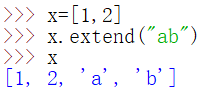 >>> x=[1,2]
>>> x.extend("ab")
>>> x
[1, 2, 'a', 'b']